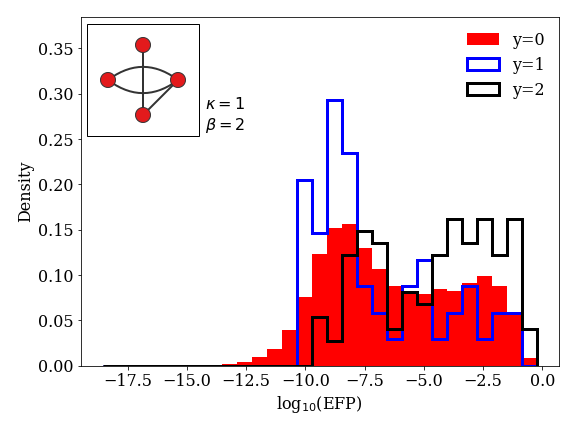 κ = 1
β = 2
y=0
y=1
y=2
Density
0.35
0.30
0.25
0.20
0.15
0.10
0.05
0.00
−17.5 −15.0 −12.5 −10.0 −7.5 −5.0 −2.5 0.0
log₁₀(EFP)